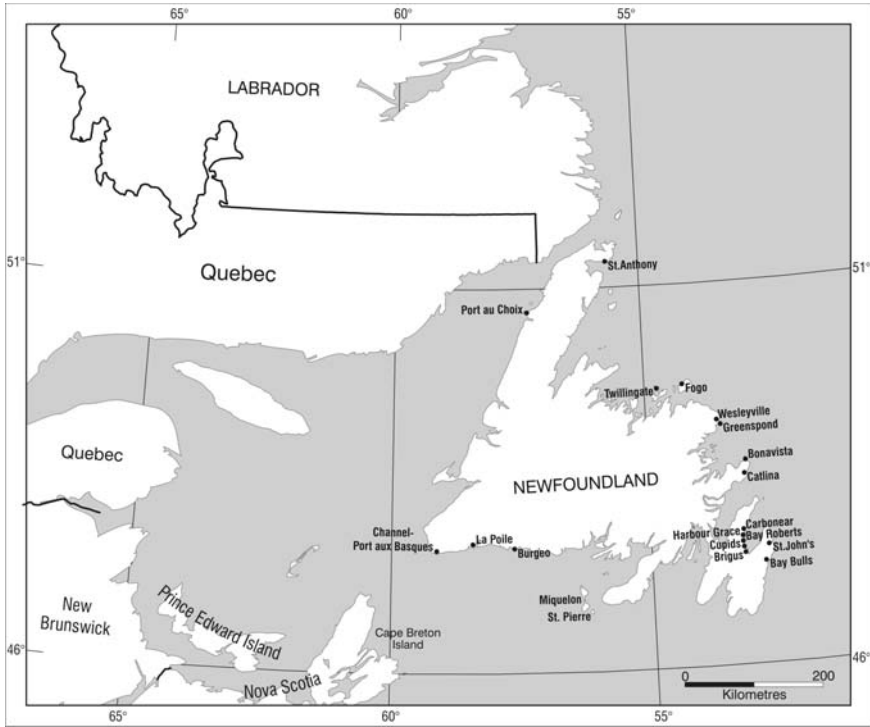 65°
60°
55°
LABRADOR
51°
51°
Quebec
St.Anthony
Port au Choix
Twillingate
Fogo
Wesleyville
Greenspond
Quebec
Bonavista
Catlina
NEWFOUNDLAND
Channel-
Port aux Basques
La Poile
Burgeo
Carbonear
Harbour Grace
Bay Roberts
Cupids
St.John's
Brigus
Bay Bulls
New
Brunswick
Prince Edward Island
Miquelon
St. Pierre
Cape Breton
Island
46°
46°
Nova Scotia
0
200
Kilometres
65°
60°
55°